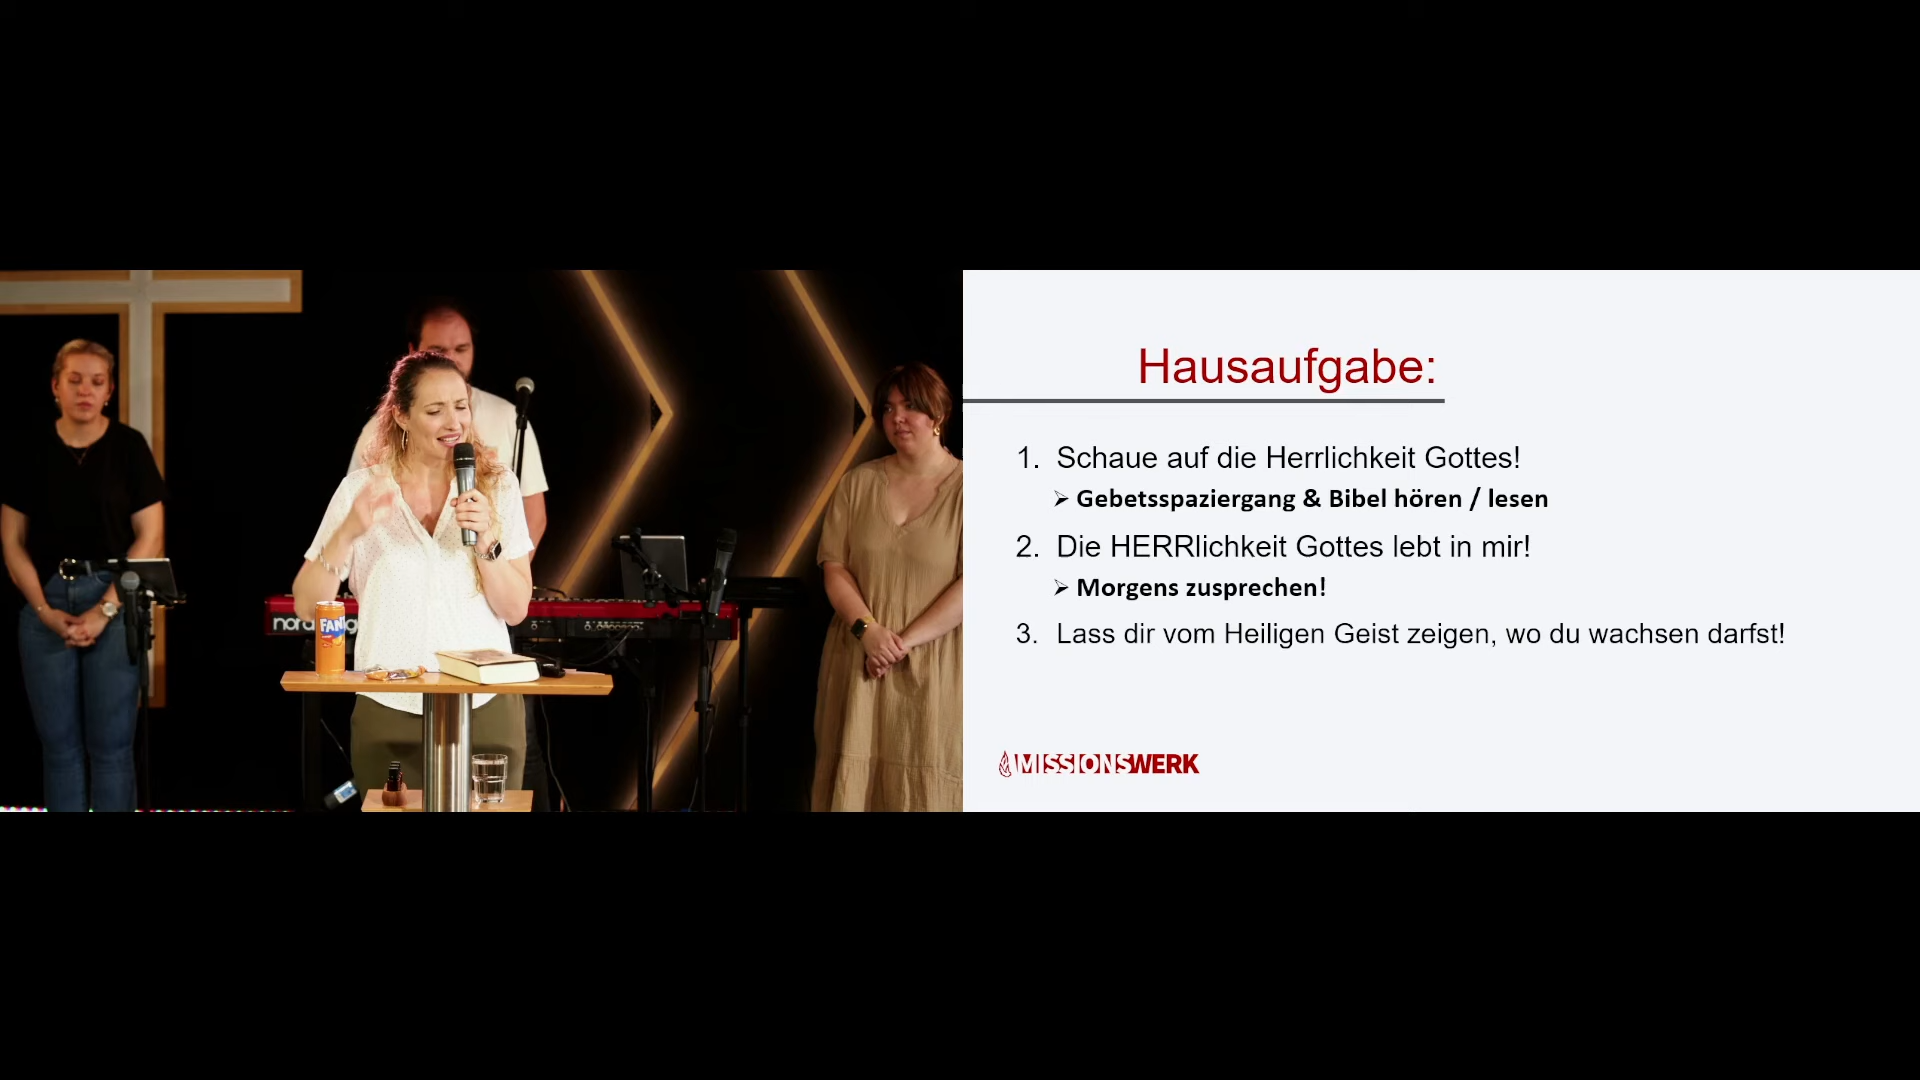 FANT
nord
Hausaufgabe:
1. Schaue auf die Herrlichkeit Gottes!
➢ Gebetsspaziergang & Bibel hören / lesen
2. Die HERRlichkeit Gottes lebt in mir!
➢ Morgens zusprechen!
3. Lass dir vom Heiligen Geist zeigen, wo du wachsen darfst!
MISSIONSWERK